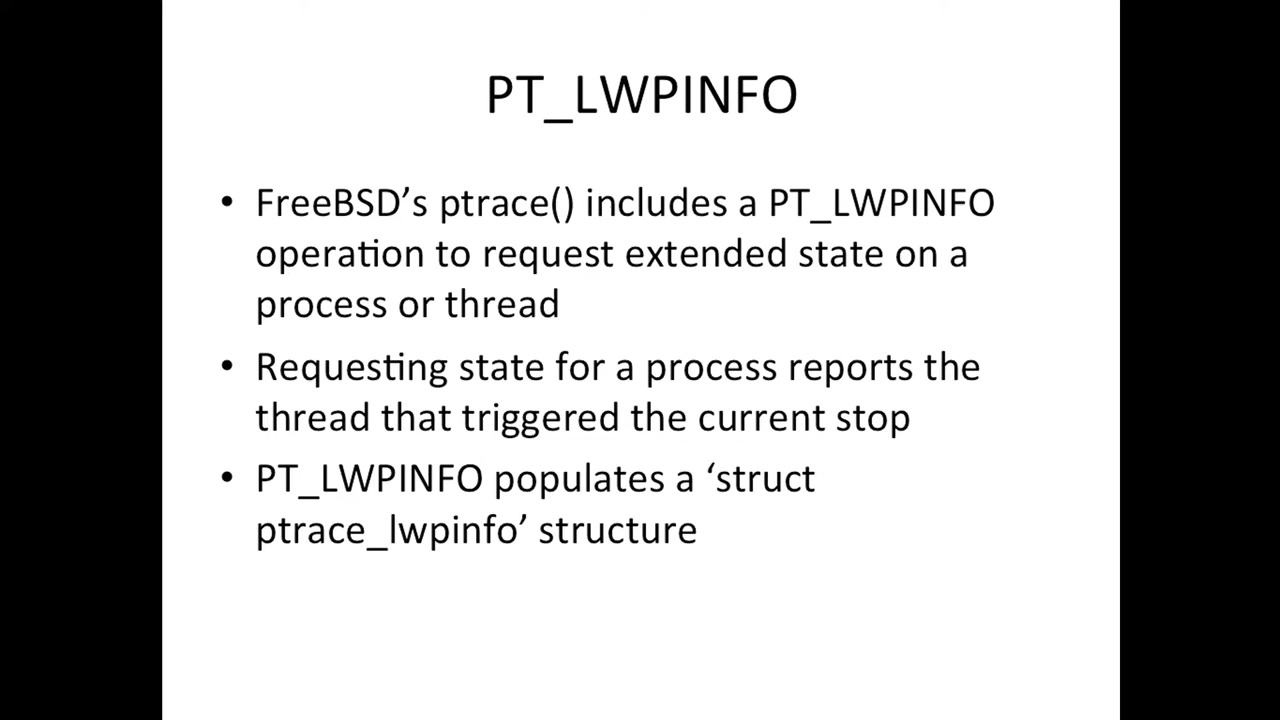 PT_LWPINFO
• FreeBSD’s ptrace() includes a PT_LWPINFO
operation to request extended state on a
process or thread
• Requesting state for a process reports the
thread that triggered the current stop
• PT_LWPINFO populates a ‘struct
ptrace_lwpinfo’ structure